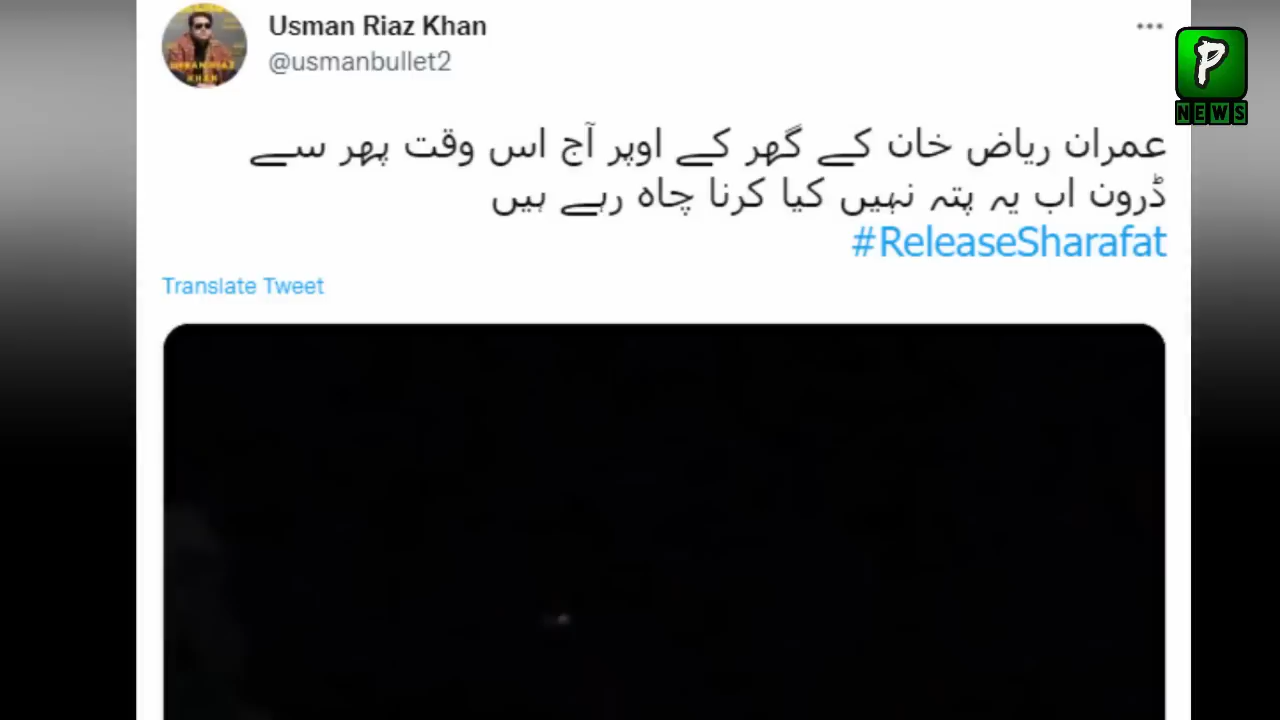 Usman Riaz Khan
@usmanbullet2
عمران ریاض خان کے گھر کے اوپر آج اس وقت پھر سے
ڈرون اب یہ پتہ نہیں کیا کرنا چاہ رہے ہیں
#ReleaseSharafat
Translate Tweet
P
NEWS